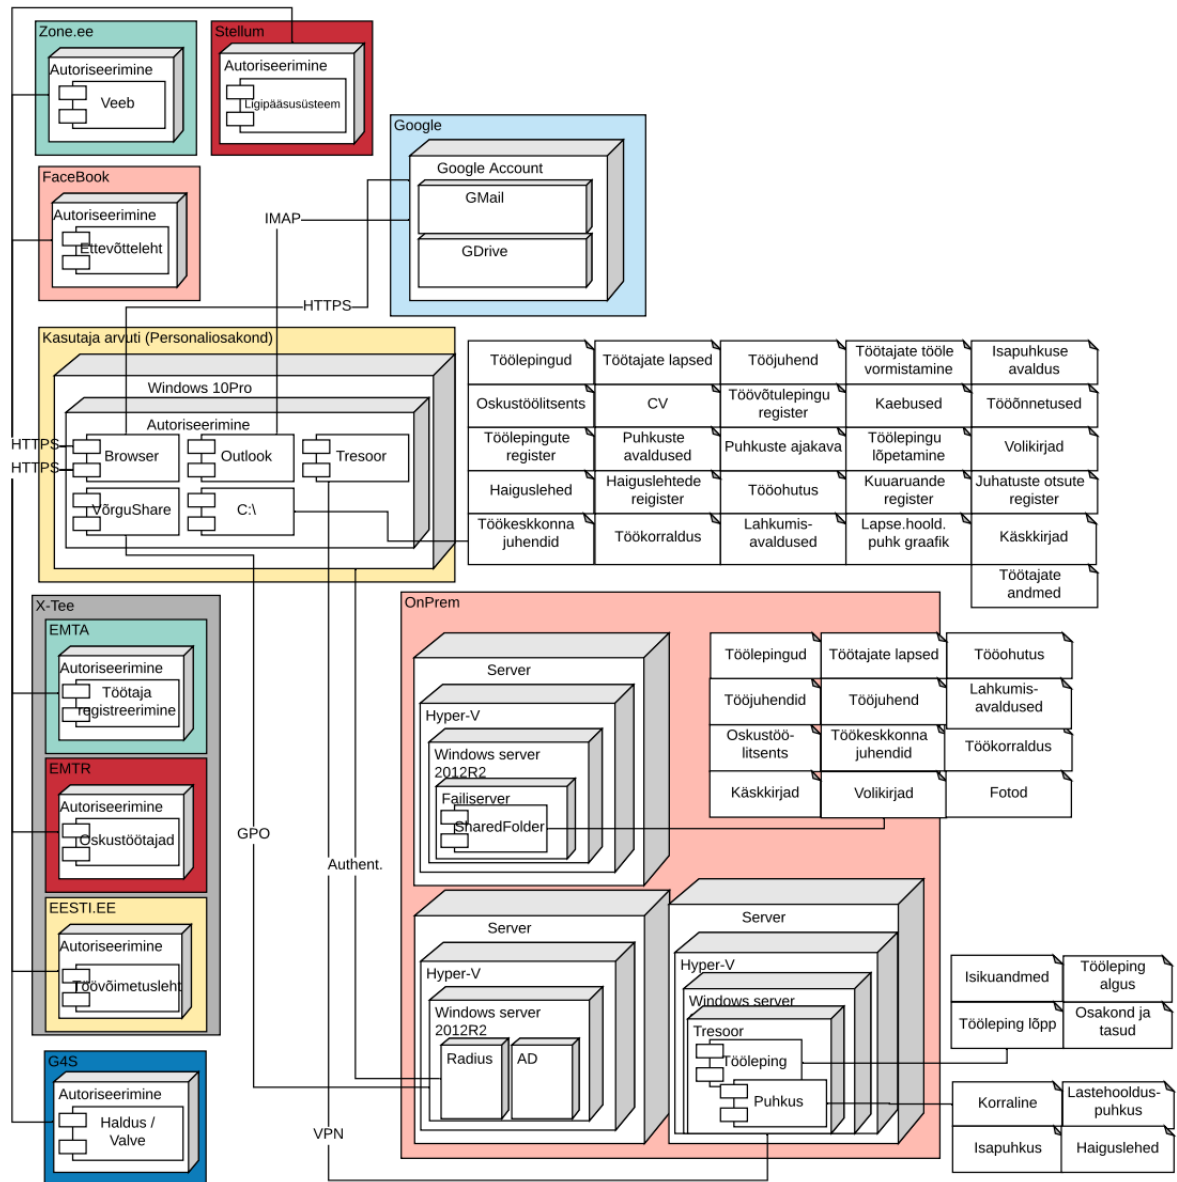 Zone.ee
Autoriseerimine
Veeb
Stellum
Autoriseerimine
Ligipääsusüsteem
Google
Google Account
GMail
GDrive
FaceBook
Autoriseerimine
Ettevõtteleht
IMAP
HTTPS
Kasutaja arvuti (Personaliosakond)
Windows 10Pro
Autoriseerimine
Browser
Outlook
Tresoor
VõrguShare
C:\
HTTPS
HTTPS
Töölepingud
Töötajate lapsed
Tööjuhend
Töötajate tööle
vormistamine
Isapuhkuse
avaldus
Oskustöölitsents
CV
Töövõtulepingu
register
Kaebused
Tööõnnetused
Töölepingute
register
Puhkuste
avaldused
Puhkuste ajakava
Töölepingu
lõpetamine
Volikirjad
Haiguslehed
Haiguslehtede
reigister
Tööohutus
Kuuaruande
register
Juhatuste otsute
register
Töökeskkonna
juhendid
Töökorraldus
Lahkumis-
avaldused
Lapse.hoold.
puhk graafik
Käskkirjad
Töötajate
andmed
X-Tee
EMTA
Autoriseerimine
Töötaja
registreerimine
EMTR
Autoriseerimine
Oskustöötajad
EESTI.EE
Autoriseerimine
Töövõimetusleht
G4S
Autoriseerimine
Haldus /
Valve
GPO
Authent.
VPN
OnPrem
Server
Hyper-V
Windows server
2012R2
Failiserver
SharedFolder
Töölepingud
Töötajate lapsed
Tööohutus
Tööjuhendid
Tööjuhend
Lahkumis-
avaldused
Oskustöö-
litsents
Töökeskkonna
juhendid
Töökorraldus
Käskkirjad
Volikirjad
Fotod
Server
Hyper-V
Windows server
2012R2
Radius
AD
Server
Hyper-V
Windows server
Tresoor
Tööleping
Puhkus
Isikuandmed
Tööleping
algus
Tööleping lõpp
Osakond ja
tasud
Korraline
Lastehooldus-
puhkus
Isapuhkus
Haiguslehed